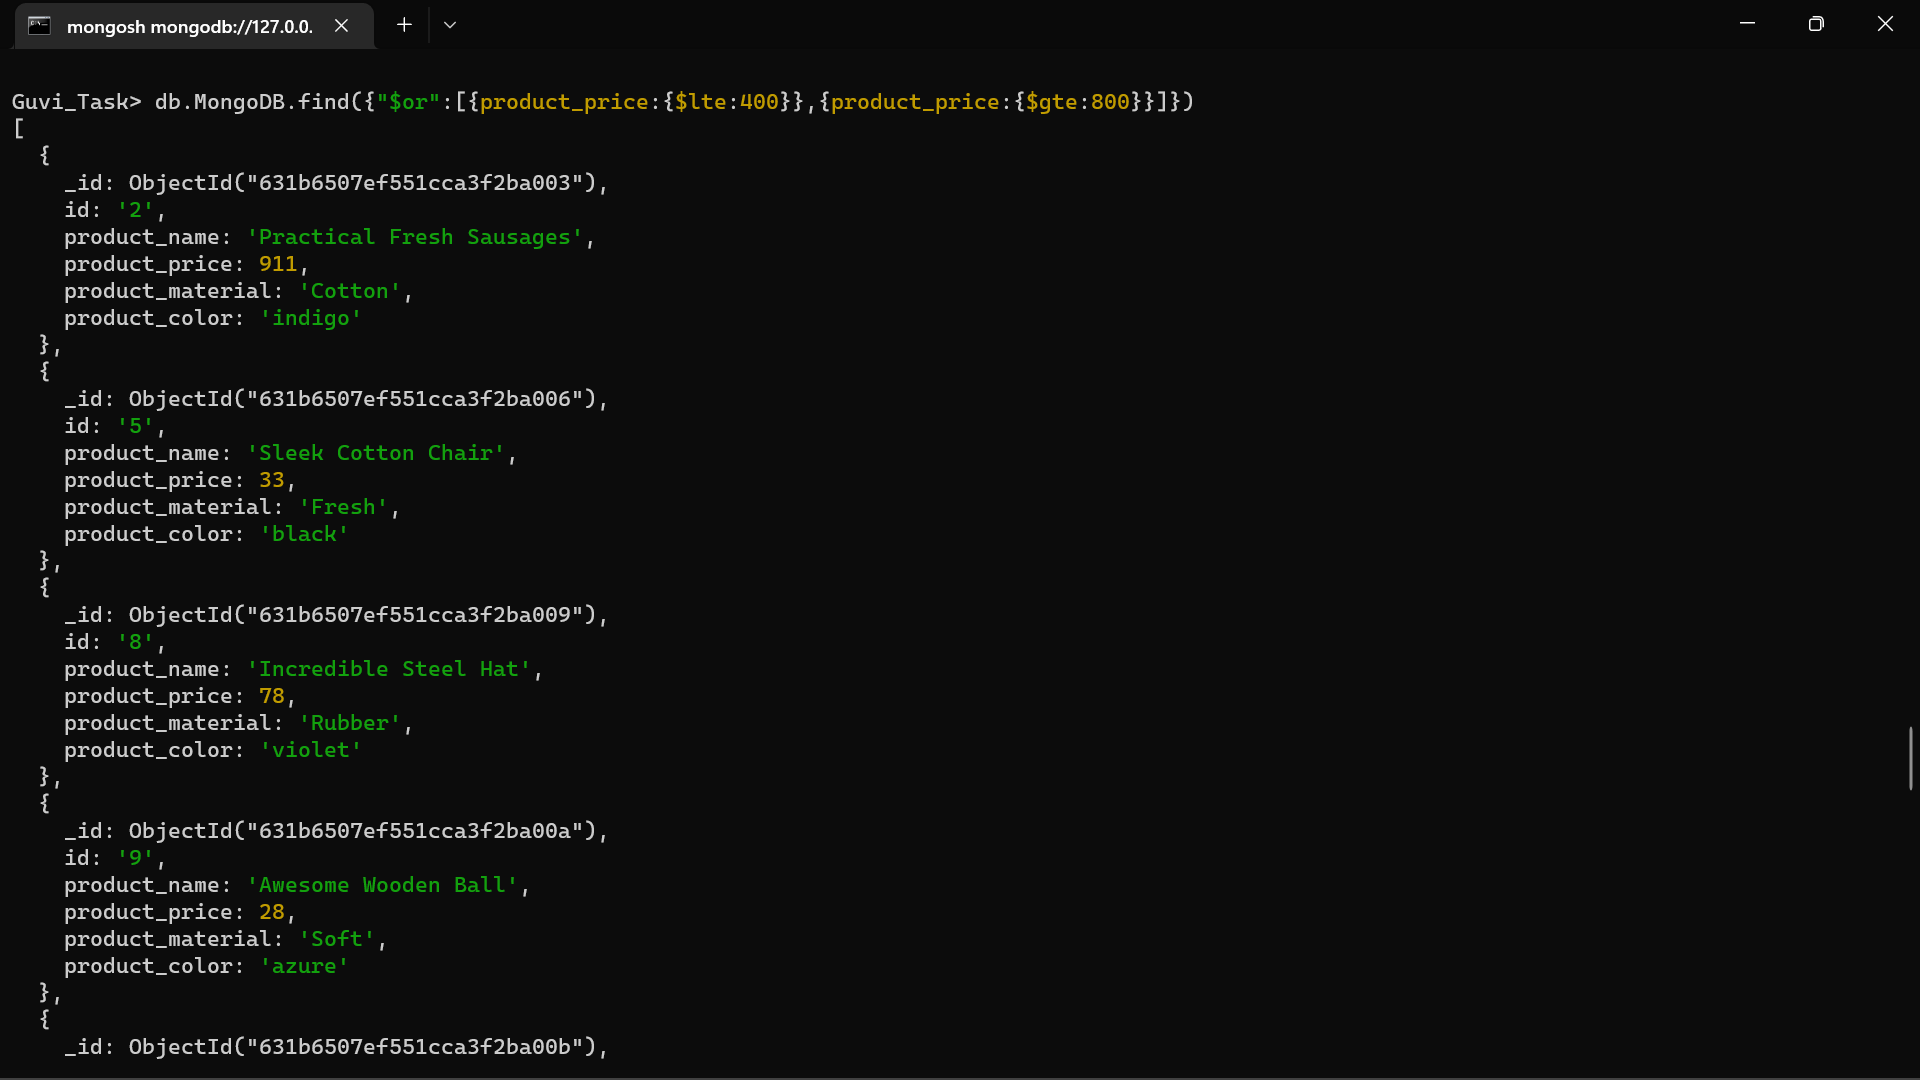 mongosh mongodb://127.0.0.
Guvi_Task> db.MongoDB.find({"$or":[{product_price:{$lte:400}},{product_price:{$gte:800}}]})
[
  {
    _id: ObjectId("631b6507ef551cca3f2ba003"),
    id: '2',
    product_name: 'Practical Fresh Sausages',
    product_price: 911,
    product_material: 'Cotton',
    product_color: 'indigo'
  },
  {
    _id: ObjectId("631b6507ef551cca3f2ba006"),
    id: '5',
    product_name: 'Sleek Cotton Chair',
    product_price: 33,
    product_material: 'Fresh',
    product_color: 'black'
  },
  {
    _id: ObjectId("631b6507ef551cca3f2ba009"),
    id: '8',
    product_name: 'Incredible Steel Hat',
    product_price: 78,
    product_material: 'Rubber',
    product_color: 'violet'
  },
  {
    _id: ObjectId("631b6507ef551cca3f2ba00a"),
    id: '9',
    product_name: 'Awesome Wooden Ball',
    product_price: 28,
    product_material: 'Soft',
    product_color: 'azure'
  },
  {
    _id: ObjectId("631b6507ef551cca3f2ba00b"),